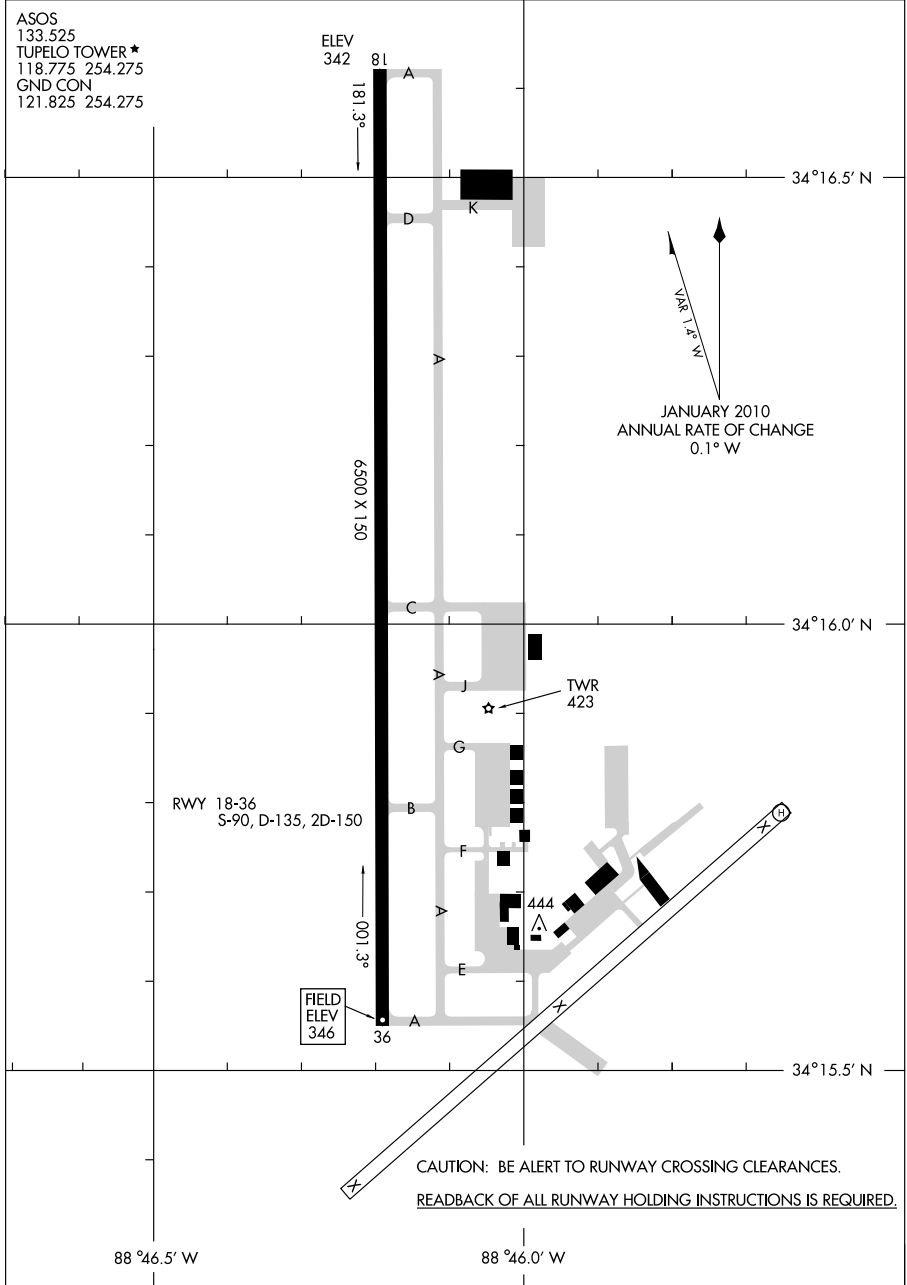 ASOS
133.525
TUPELO TOWER ★
118.775 254.275
GND CON
121.825 254.275
ELEV
342
18
A
181.3°
34°16.5' N
K
D
VAR 1.4° W
A
JANUARY 2010
ANNUAL RATE OF CHANGE
0.1° W
6500 X 150
C
34°16.0' N
A
J
TWR
423
G
RWY 18-36
S-90, D-135, 2D-150
B
H
X
F
444
A
001.3°
E
FIELD
ELEV
346
X
A
36
34°15.5' N
CAUTION: BE ALERT TO RUNWAY CROSSING CLEARANCES.
X
READBACK OF ALL RUNWAY HOLDING INSTRUCTIONS IS REQUIRED.
88°46.5' W
88°46.0' W